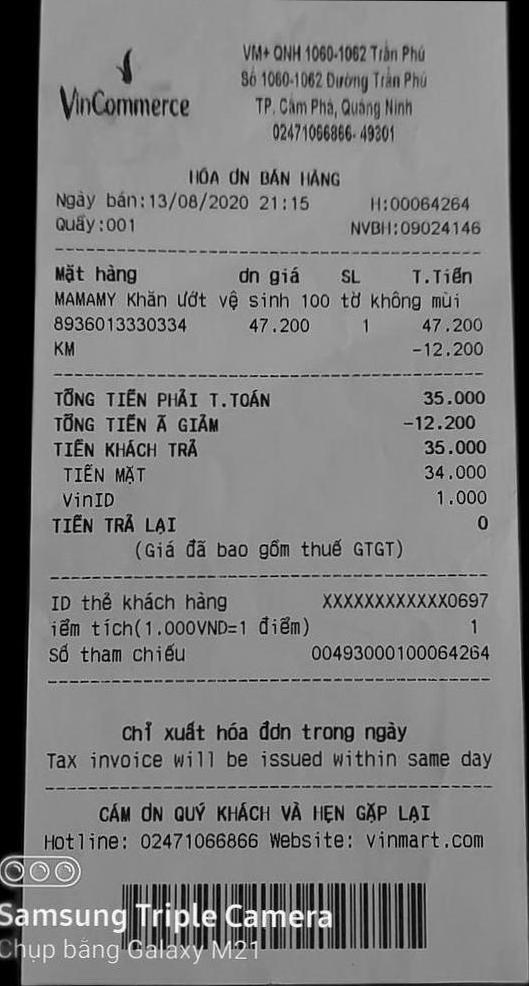 VinCommerce
VM+ QNH 1060-1062 Trần Phú
Số 1060-1062 Đường Trần Phú
TP. Cẩm Phả, Quảng Ninh
02471066866- 49301
HÓA ƠN BÁN HÀNG
Ngày bán:13/08/2020 21:15 H:00064264
Quầy:001 NVBH:09024146
Mặt hàng ơn giá SL T.Tiền
MAMAMY Khăn ướt vệ sinh 100 tờ không mùi
8936013330334 47.200 1 47.200
KM -12.200
TỔNG TIỀN PHẢI T.TOÁN 35.000
TỔNG TIỀN Ã GIẢM -12.200
TIỀN KHÁCH TRẢ 35.000
TIỀN MẶT 34.000
VinID 1.000
TIỀN TRẢ LẠI 0
(Giá đã bao gồm thuế GTGT)
ID thẻ khách hàng XXXXXXXXXXXX0697
iểm tích(1.000VND=1 điểm) 1
Số tham chiếu 00493000100064264
Chỉ xuất hóa đơn trong ngày
Tax invoice will be issued within same day
CÁM ƠN QUÝ KHÁCH VÀ HẸN GẶP LẠI
Hotline: 02471066866 Website: vinmart.com
Samsung Triple Camera
Chụp bằng Galaxy M21